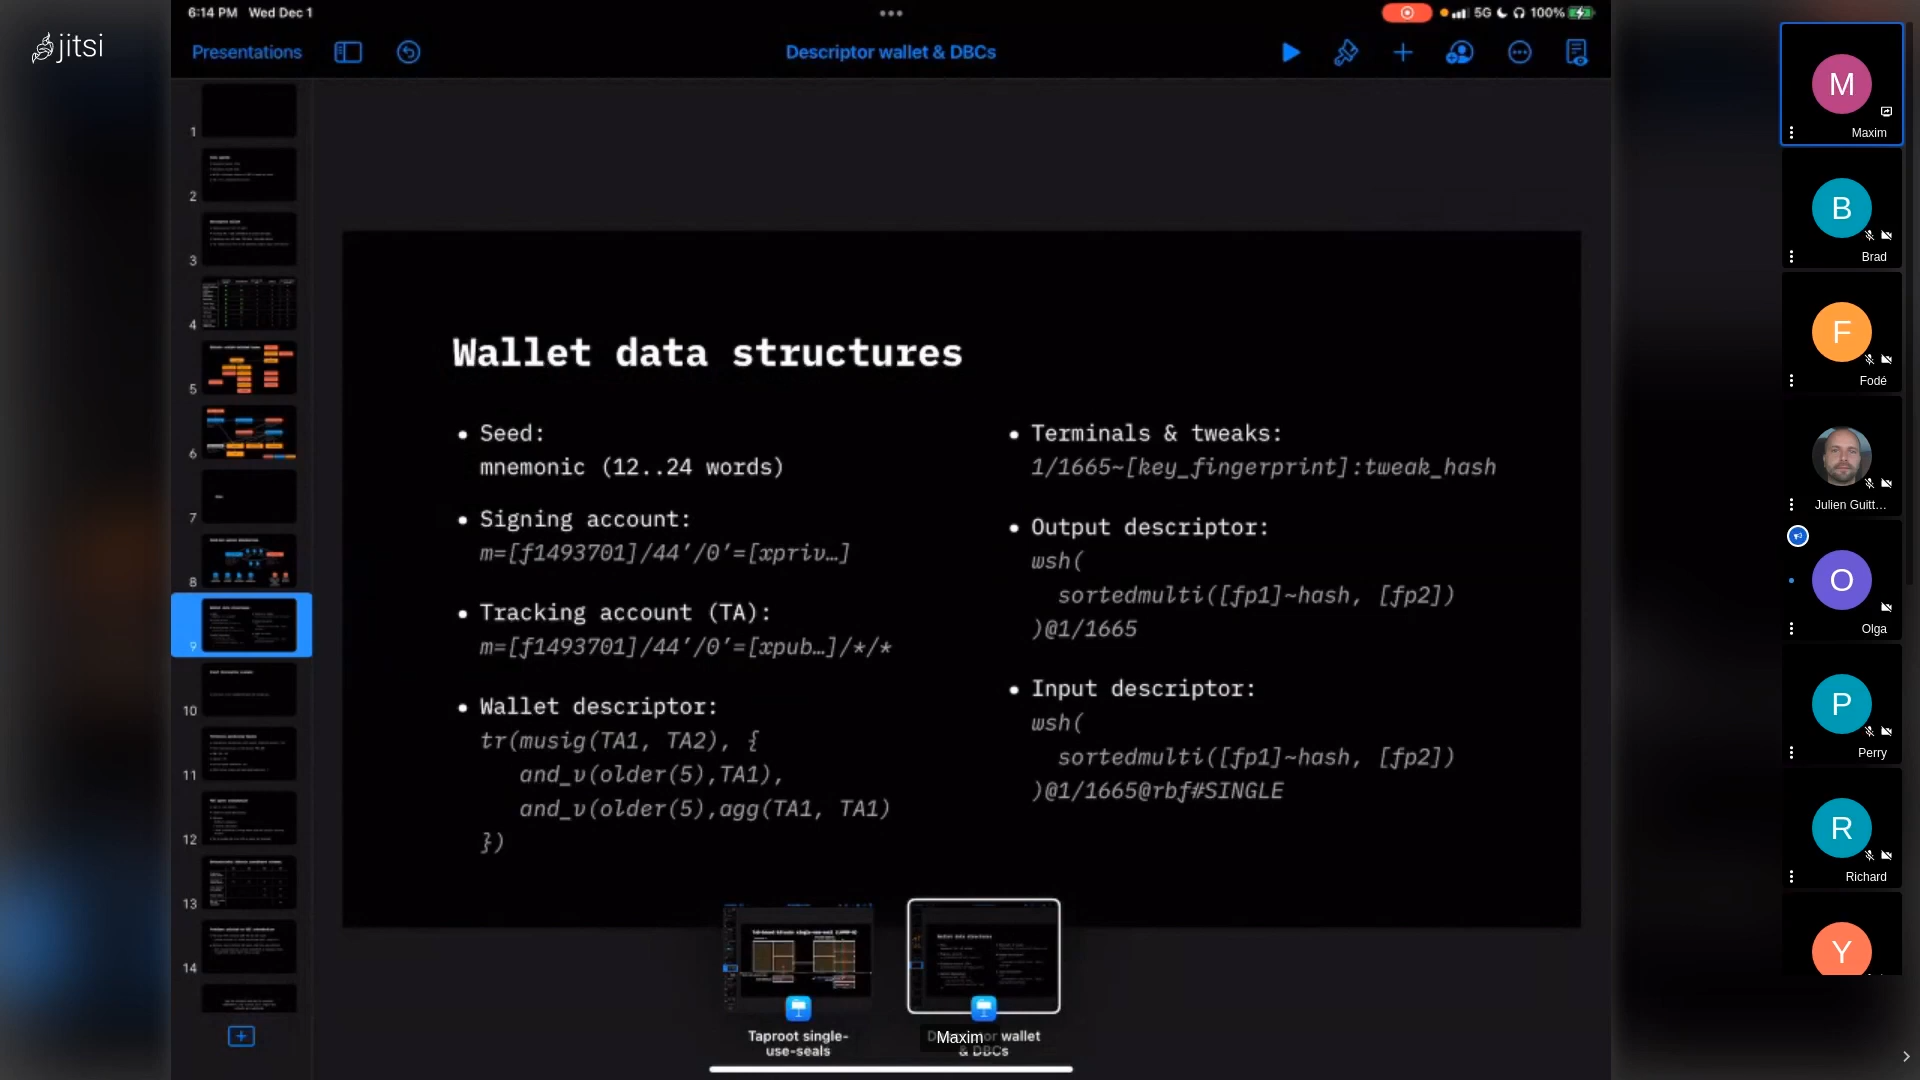 6:14 PM Wed Dec 1
5G 100%
jitsi
Presentations
Descriptor wallet & DBCs
1
2
3
4
5
6
7
8
9
10
11
12
13
14
Wallet data structures
• Seed:
mnemonic (12..24 words)
• Signing account:
m=[f1493701]/44’/0’=[xpriv…]
• Tracking account (TA):
m=[f1493701]/44’/0’=[xpub…]/*/*
• Wallet descriptor:
tr(musig(TA1, TA2), {
and_v(older(5),TA1),
and_v(older(5),agg(TA1, TA1)
})
• Terminals & tweaks:
1/1665~[key_fingerprint]:tweak_hash
• Output descriptor:
wsh(
sortedmulti([fp1]~hash, [fp2])
)@1/1665
• Input descriptor:
wsh(
sortedmulti([fp1]~hash, [fp2])
)@1/1665@rbf#SINGLE
Taproot single-
use-seals
wallet
& DBCs
Maxim
M
Maxim
B
Brad
F
Fodé
Julien Guitt…
O
Olga
P
Perry
R
Richard
Y